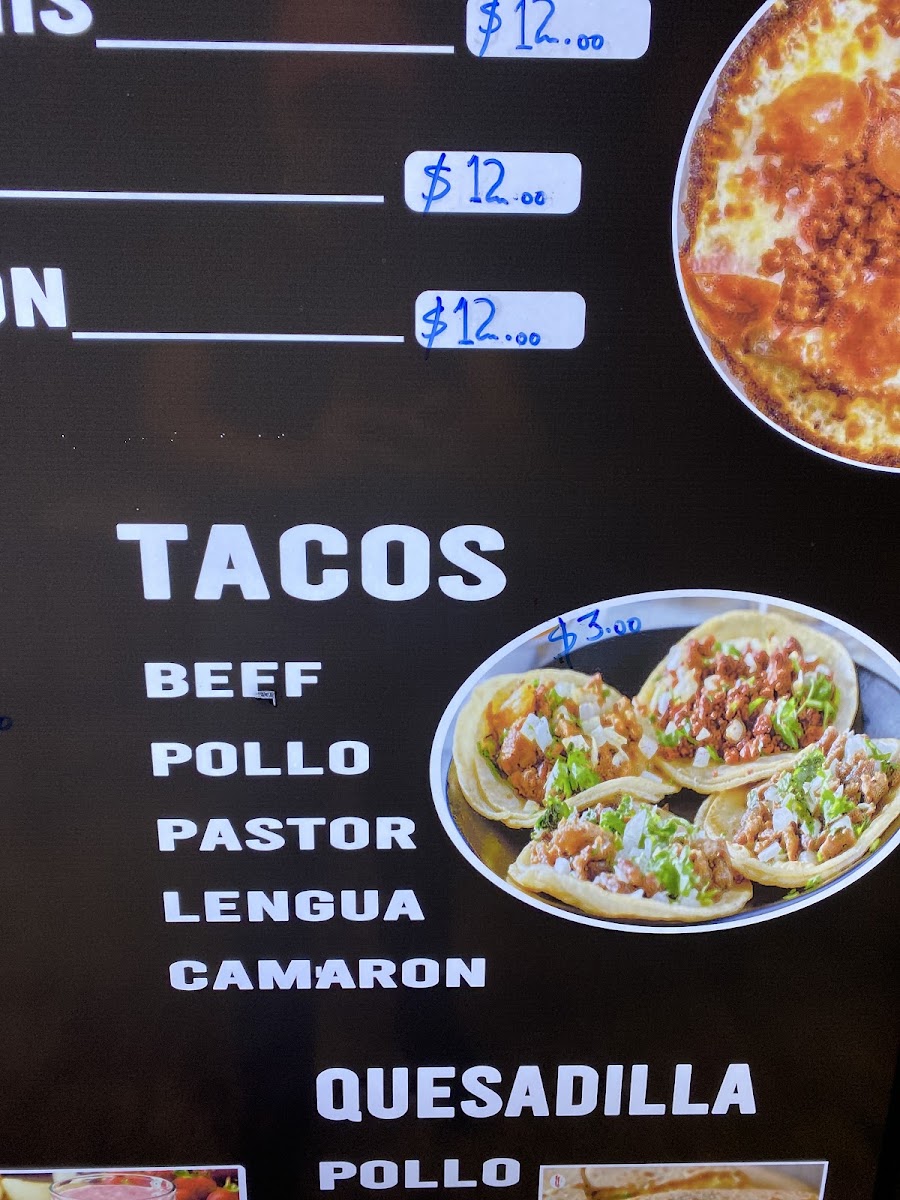 $12.00
$12.00
ON
$12.00
TACOS
$3.00
BEEF
POLLO
PASTOR
LENGUA
CAMARON
QUESADILLA
POLLO